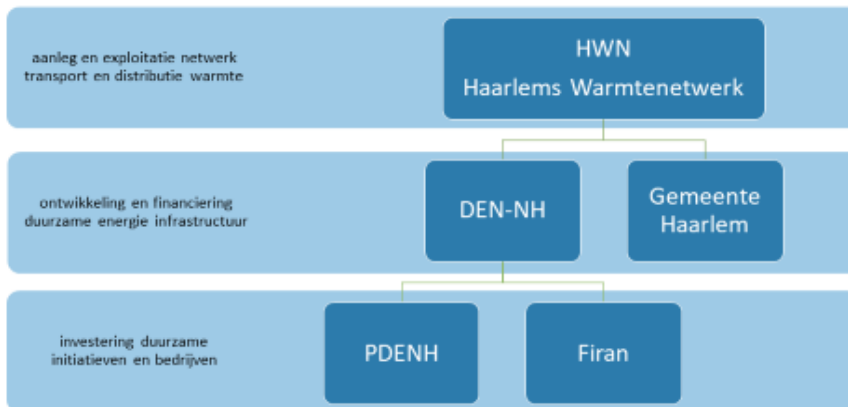 aanleg en exploitatie netwerk
transport en distributie warmte
HWN
Haarlems Warmtenetwerk
ontwikkeling en financiering
duurzame energie infrastructuur
DEN-NH
Gemeente
Haarlem
investering duurzame
initiatieven en bedrijven
PDENH
Firan